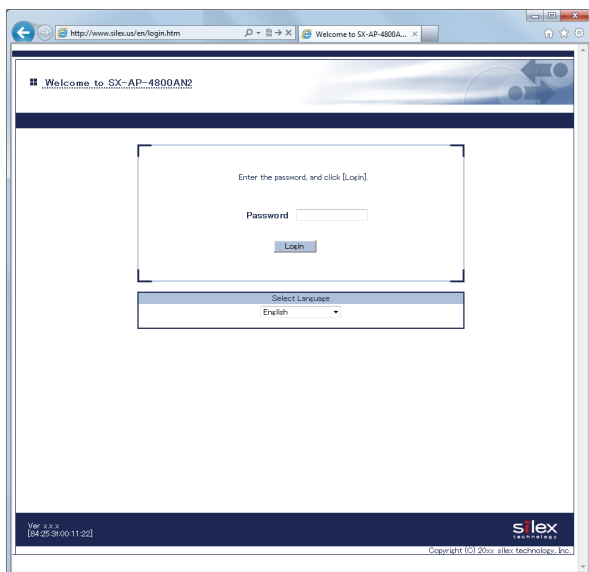 http://www.silex.us/en/login.htm
Welcome to SX-AP-4800A...
Welcome to SX-AP-4800AN2
Enter the password, and click [Login].
Password
Login
Select Language
English
Ver x.x.x
[84:25:3f:00:11:22]
silex
technology
Copyright (C) 20xx silex technology, Inc.